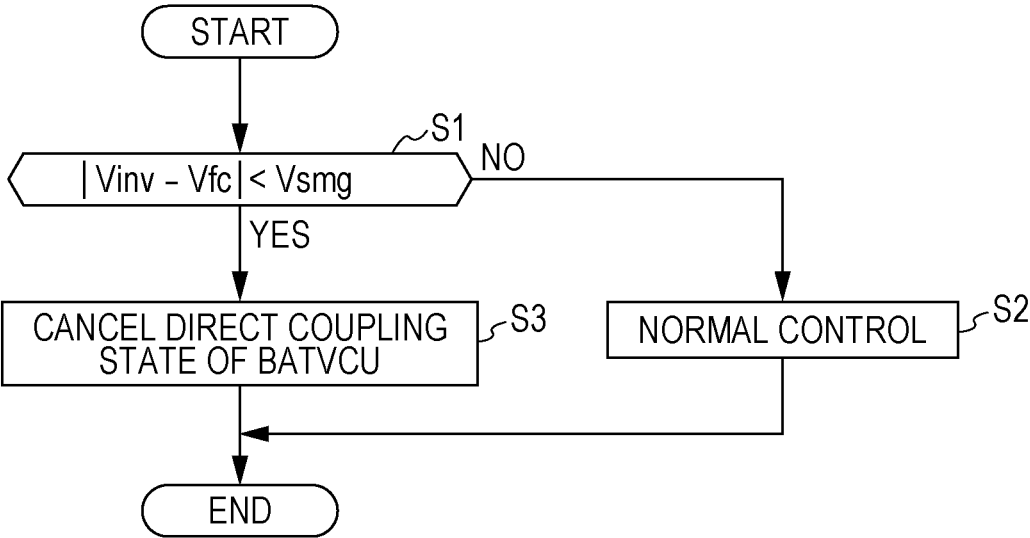 START
S1
|Vinv – Vfc| < Vsmg
NO
YES
CANCEL DIRECT COUPLING
STATE OF BATVCU
S3
NORMAL CONTROL
S2
END